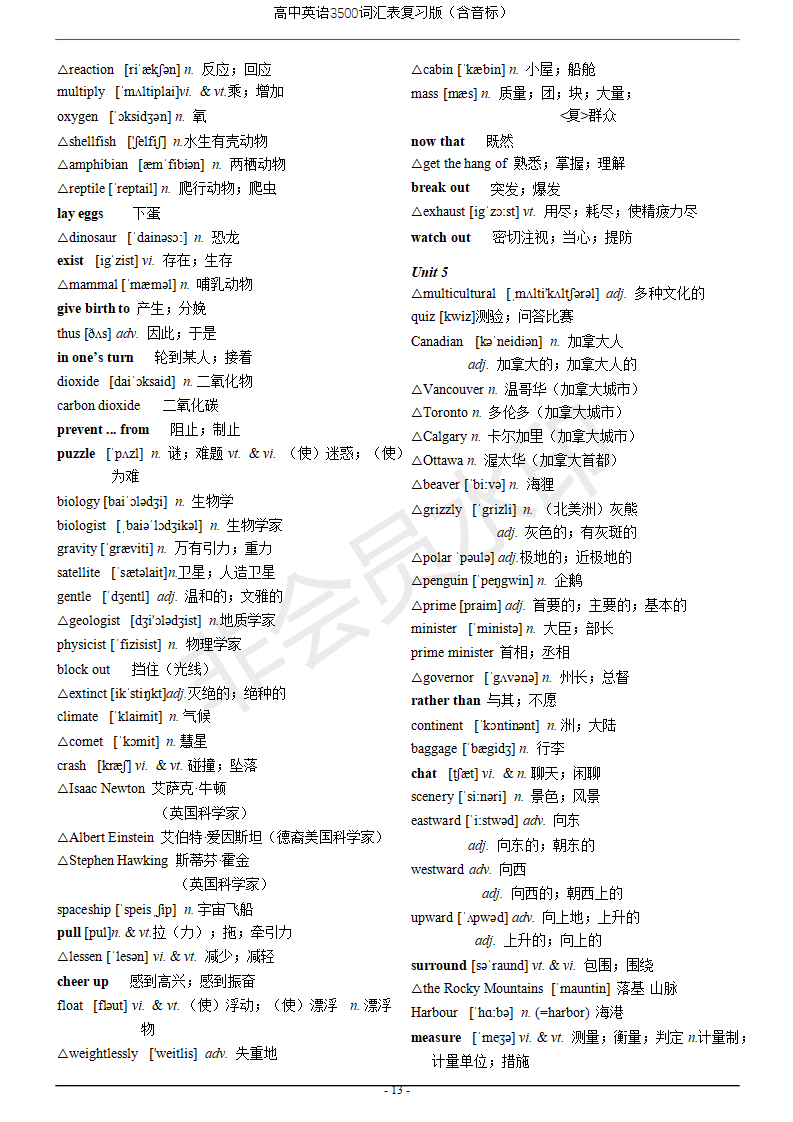 高中英语3500词汇表复习版（含音标）
△reaction [riˈækʃən] n. 反应；回应
multiply [ˈmʌltiplai]vi. & vt.乘；增加
oxygen [ˈɔksidʒən] n. 氧
△shellfish ['ʃelfiʃ] n.水生有壳动物
△amphibian [æmˈfibiən] n. 两栖动物
△reptile [ˈreptail] n. 爬行动物；爬虫
lay eggs 下蛋
△dinosaur [ˈdainəsɔː] n. 恐龙
exist [igˈzist] vi. 存在；生存
△mammal [ˈmæməl] n. 哺乳动物
give birth to 产生；分娩
thus [ðʌs] adv. 因此；于是
in one’s turn 轮到某人；接着
dioxide [daiˈɔksaid] n. 二氧化物
carbon dioxide 二氧化碳
prevent ... from 阻止；制止
puzzle [ˈpʌzl] n. 谜；难题 vt. & vi. （使）迷惑；（使）
为难
biology [baiˈɔlədʒi] n. 生物学
biologist [ˌbaiəˈlɔdʒikəl] n. 生物学家
gravity [ˈgræviti] n. 万有引力；重力
satellite [ˈsætəlait]n.卫星；人造卫星
gentle [ˈdʒentl] adj. 温和的；文雅的
△geologist [dʒi'ɔlədʒist] n.地质学家
physicist [ˈfizisist] n. 物理学家
block out 挡住（光线）
△extinct [ikˈstiŋkt]adj.灭绝的；绝种的
climate [ˈklaimit] n. 气候
△comet [ˈkɔmit] n. 慧星
crash [kræʃ] vi. & vt. 碰撞；坠落
△Isaac Newton 艾萨克·牛顿
（英国科学家）
△Albert Einstein 艾伯特·爱因斯坦（德裔美国科学家）
△Stephen Hawking 斯蒂芬·霍金
（英国科学家）
spaceship [ˈspeisˌʃip] n. 宇宙飞船
pull [pul]n. & vt.拉（力）；拖；牵引力
△lessen [ˈlesən] vi. & vt. 减少；减轻
cheer up 感到高兴；感到振奋
float [fləut] vi. & vt. （使）浮动；（使）漂浮 n. 漂浮
物
△weightlessly ['weitlis] adv. 失重地
△cabin [ˈkæbin] n. 小屋；船舱
mass [mæs] n. 质量；团；块；大量；
<复>群众
now that 既然
△get the hang of 熟悉；掌握；理解
break out 突发；爆发
△exhaust [igˈzɔːst] vt. 用尽；耗尽；使精疲力尽
watch out 密切注视；当心；提防
Unit 5
△multicultural [ˌmʌlti'kʌltʃərəl] adj. 多种文化的
quiz [kwiz]测验；问答比赛
Canadian [kəˈneidiən] n. 加拿大人
adj. 加拿大的；加拿大人的
△Vancouver n. 温哥华（加拿大城市）
△Toronto n. 多伦多（加拿大城市）
△Calgary n. 卡尔加里（加拿大城市）
△Ottawa n. 渥太华（加拿大首都）
△beaver [ˈbiːvə] n. 海狸
△grizzly [ˈgrizli] n. （北美洲）灰熊
adj. 灰色的；有灰斑的
△polar ˈpəulə] adj.极地的；近极地的
△penguin [ˈpeŋgwin] n. 企鹅
△prime [praim] adj. 首要的；主要的；基本的
minister [ˈministə] n. 大臣；部长
prime minister 首相；丞相
△governor [ˈgʌvənə] n. 州长；总督
rather than 与其；不愿
continent [ˈkɔntinənt] n. 洲；大陆
baggage [ˈbægidʒ] n. 行李
chat [tʃæt] vi. & n. 聊天；闲聊
scenery [ˈsiːnəri] n. 景色；风景
eastward [ˈiːstwəd] adv. 向东
adj. 向东的；朝东的
westward adv. 向西
adj. 向西的；朝西上的
upward [ˈʌpwəd] adv. 向上地；上升的
adj. 上升的；向上的
surround [səˈraund] vt. & vi. 包围；围绕
△the Rocky Mountains [ˈmauntin] 落基 山脉
Harbour [ˈhɑːbə] n. (=harbor) 海港
measure [ˈmeʒə] vi. & vt. 测量；衡量；判定 n.计量制；
计量单位；措施
- 13 -
非会员水印